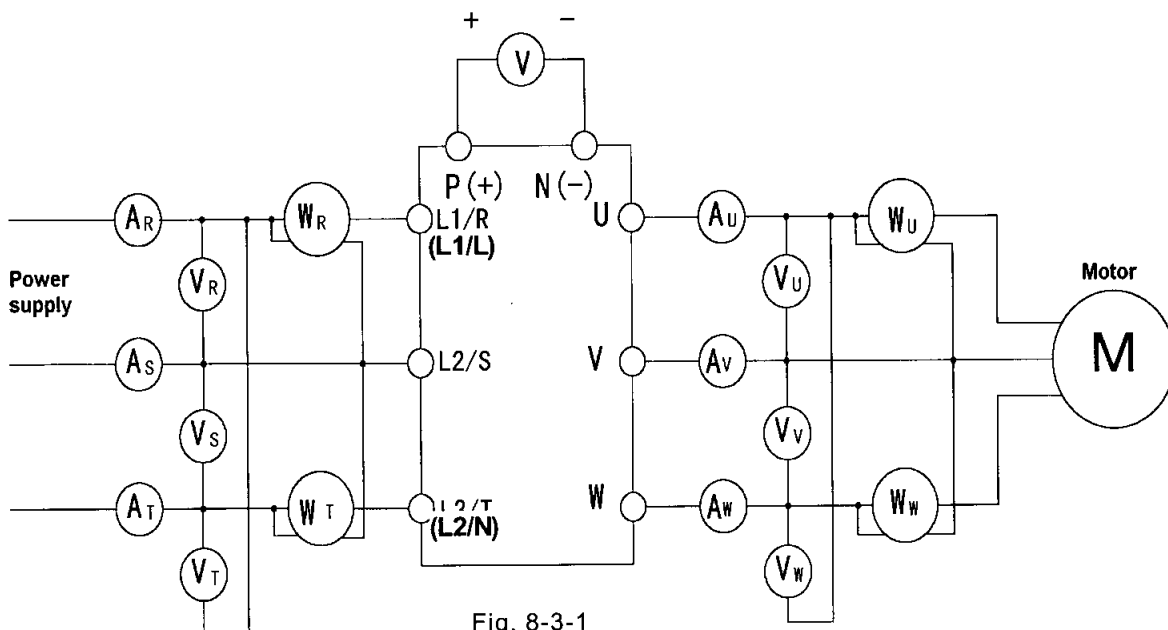 + −
V
P(+) N(−)
AR WR L1/R U AU WU
(L1/L)
Power
supply
VR VU
Motor
AS L2/S V AV M
VS VV
AT WT W AW WW
(L2/N)
VT VW
Fig. 8-3-1